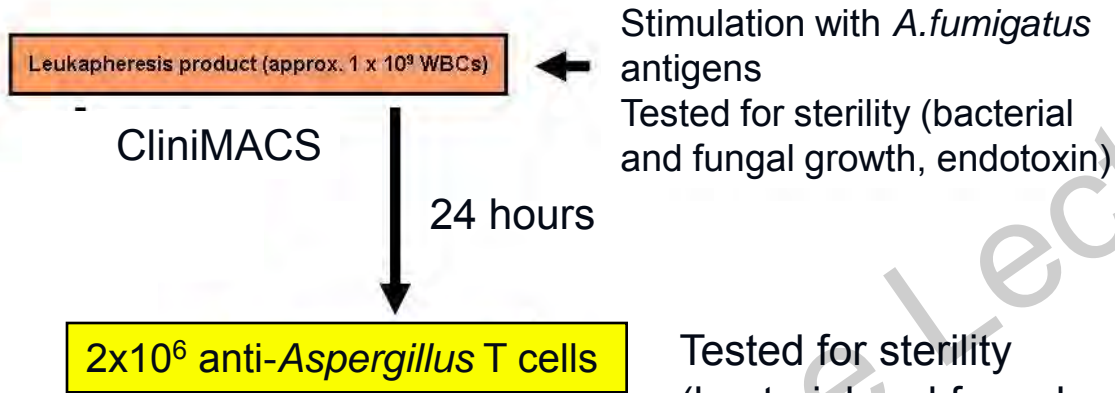 Stimulation with A.fumigatus
antigens
Tested for sterility (bacterial
and fungal growth, endotoxin)
Leukapheresis product (approx. 1 x 10⁹ WBCs)
CliniMACS
24 hours
2x10⁶ anti-Aspergillus T cells
Tested for sterility